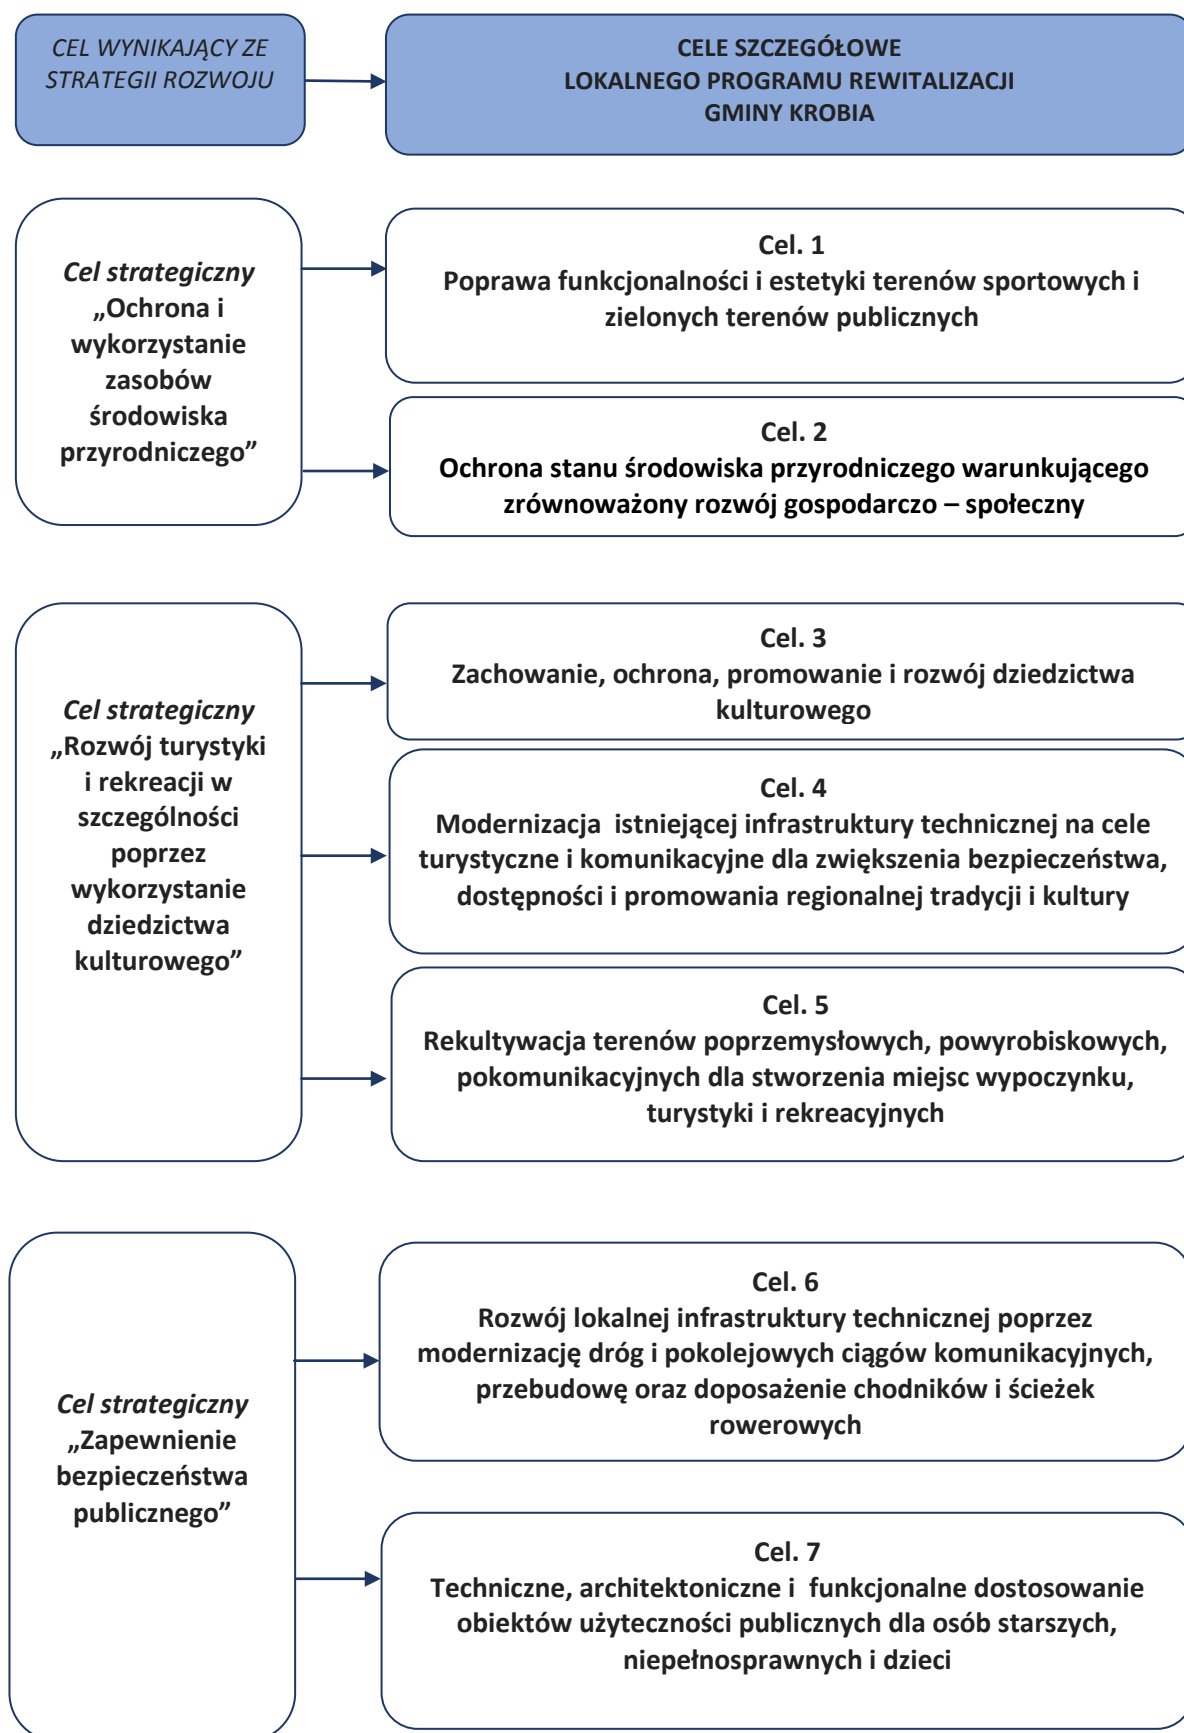 CEL WYNIKAJĄCY ZE
STRATEGII ROZWOJU
CELE SZCZEGÓŁOWE
LOKALNEGO PROGRAMU REWITALIZACJI
GMINY KROBIA
Cel strategiczny
„Ochrona i
wykorzystanie
zasobów
środowiska
przyrodniczego”
Cel. 1
Poprawa funkcjonalności i estetyki terenów sportowych i
zielonych terenów publicznych
Cel. 2
Ochrona stanu środowiska przyrodniczego warunkującego
zrównoważony rozwój gospodarczo – społeczny
Cel strategiczny
„Rozwój turystyki
i rekreacji w
szczególności
poprzez
wykorzystanie
dziedzictwa
kulturowego”
Cel. 3
Zachowanie, ochrona, promowanie i rozwój dziedzictwa
kulturowego
Cel. 4
Modernizacja  istniejącej infrastruktury technicznej na cele
turystyczne i komunikacyjne dla zwiększenia bezpieczeństwa,
dostępności i promowania regionalnej tradycji i kultury
Cel. 5
Rekultywacja terenów poprzemysłowych, powyrobiskowych,
pokomunikacyjnych dla stworzenia miejsc wypoczynku,
turystyki i rekreacyjnych
Cel strategiczny
„Zapewnienie
bezpieczeństwa
publicznego”
Cel. 6
Rozwój lokalnej infrastruktury technicznej poprzez
modernizację dróg i pokolejowych ciągów komunikacyjnych,
przebudowę oraz doposażenie chodników i ścieżek
rowerowych
Cel. 7
Techniczne, architektoniczne i  funkcjonalne dostosowanie
obiektów użyteczności publicznych dla osób starszych,
niepełnosprawnych i dzieci